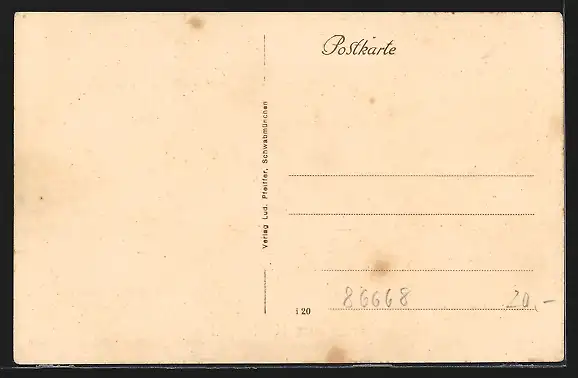 Postkarte
Verlag Lud. Pfeiffer, Schwabmünchen
i 20
86668
20,-